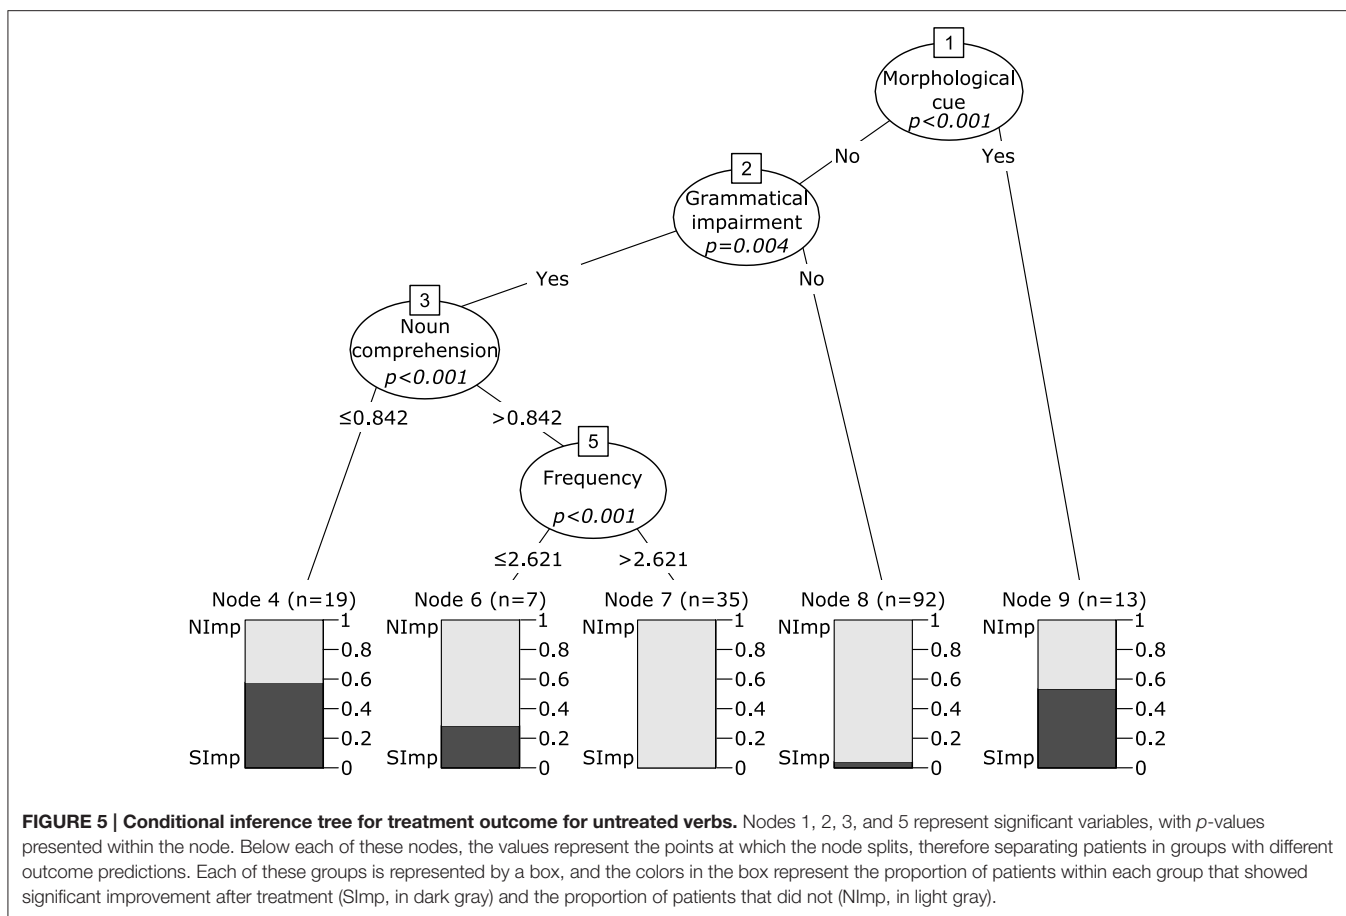 1
Morphological
cue
p<0.001
No
Yes
2
Grammatical
impairment
p=0.004
Yes
No
3
Noun
comprehension
p<0.001
≤0.842
>0.842
5
Frequency
p<0.001
≤2.621
>2.621
Node 4 (n=19)
NImp
SImp
1
0.8
0.6
0.4
0.2
0
Node 6 (n=7)
NImp
SImp
1
0.8
0.6
0.4
0.2
0
Node 7 (n=35)
NImp
SImp
1
0.8
0.6
0.4
0.2
0
Node 8 (n=92)
NImp
SImp
1
0.8
0.6
0.4
0.2
0
Node 9 (n=13)
NImp
SImp
1
0.8
0.6
0.4
0.2
0
FIGURE 5 | Conditional inference tree for treatment outcome for untreated verbs. Nodes 1, 2, 3, and 5 represent significant variables, with p-values
presented within the node. Below each of these nodes, the values represent the points at which the node splits, therefore separating patients in groups with different
outcome predictions. Each of these groups is represented by a box, and the colors in the box represent the proportion of patients within each group that showed
significant improvement after treatment (SImp, in dark gray) and the proportion of patients that did not (NImp, in light gray).